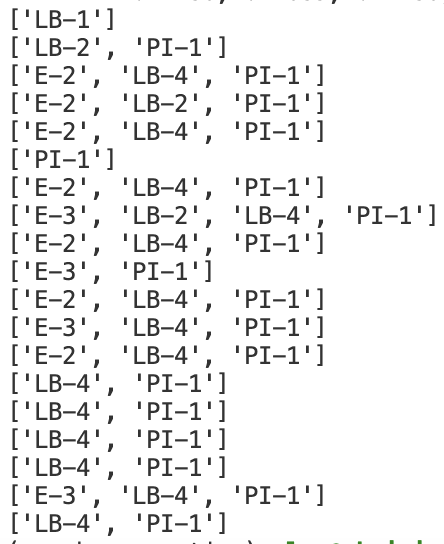 ['LB-1']
['LB-2', 'PI-1']
['E-2', 'LB-4', 'PI-1']
['E-2', 'LB-2', 'PI-1']
['E-2', 'LB-4', 'PI-1']
['PI-1']
['E-2', 'LB-4', 'PI-1']
['E-3', 'LB-2', 'LB-4', 'PI-1']
['E-2', 'LB-4', 'PI-1']
['E-3', 'PI-1']
['E-2', 'LB-4', 'PI-1']
['E-3', 'LB-4', 'PI-1']
['E-2', 'LB-4', 'PI-1']
['LB-4', 'PI-1']
['LB-4', 'PI-1']
['LB-4', 'PI-1']
['LB-4', 'PI-1']
['E-3', 'LB-4', 'PI-1']
['LB-4', 'PI-1']